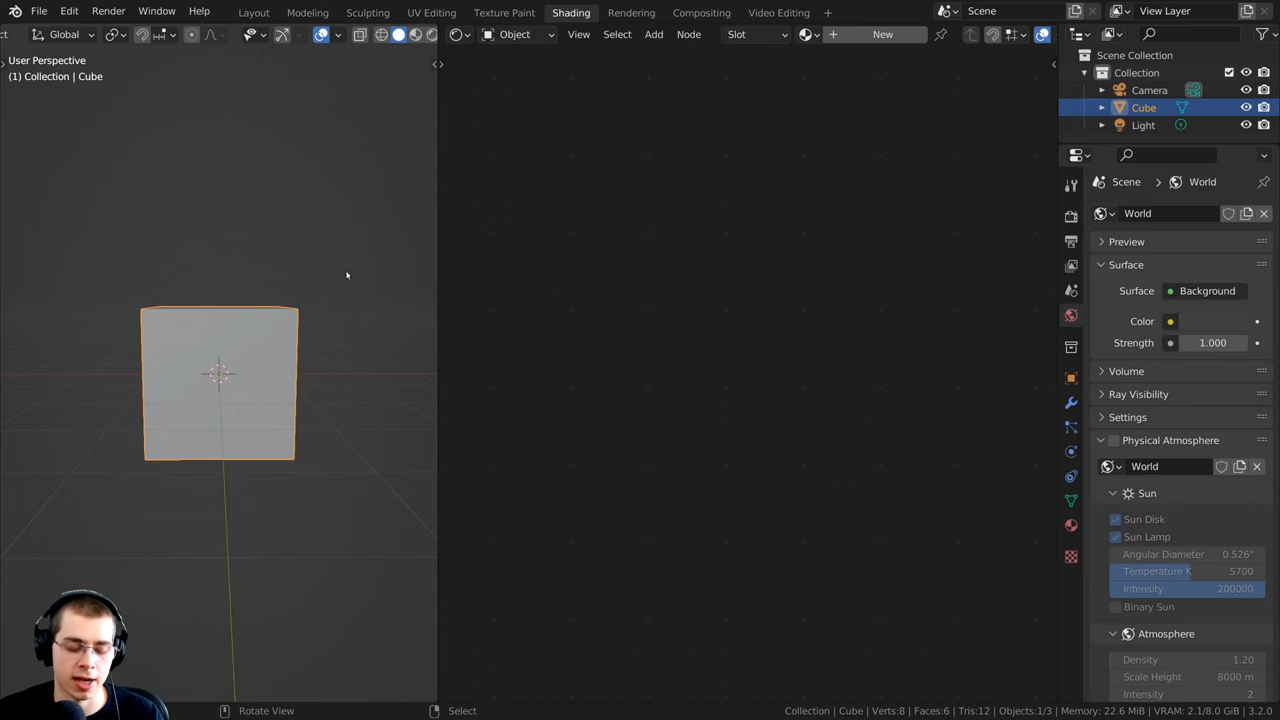 File Edit Render Window Help Layout Modeling Sculpting UV Editing Texture Paint Shading Rendering Compositing Video Editing + Scene View Layer
ct Global Object View Select Add Node Slot New
User Perspective
(1) Collection | Cube
Scene Collection
Collection
Camera
Cube
Light
Scene > World
World
Preview
Surface
Surface Background
Color
Strength 1.000
Volume
Ray Visibility
Settings
Physical Atmosphere
World
Sun
Sun Disk
Sun Lamp
Angular Diameter 0.526°
Temperature K 5700
Intensity 200000
Binary Sun
Atmosphere
Density 1.20
Scale Height 8000 m
Intensity 2
Rotate View Select Collection | Cube | Verts:8 | Faces:6 | Tris:12 | Objects:1/3 | Memory: 22.6 MiB | VRAM: 2.1/8.0 GiB | 3.2.0